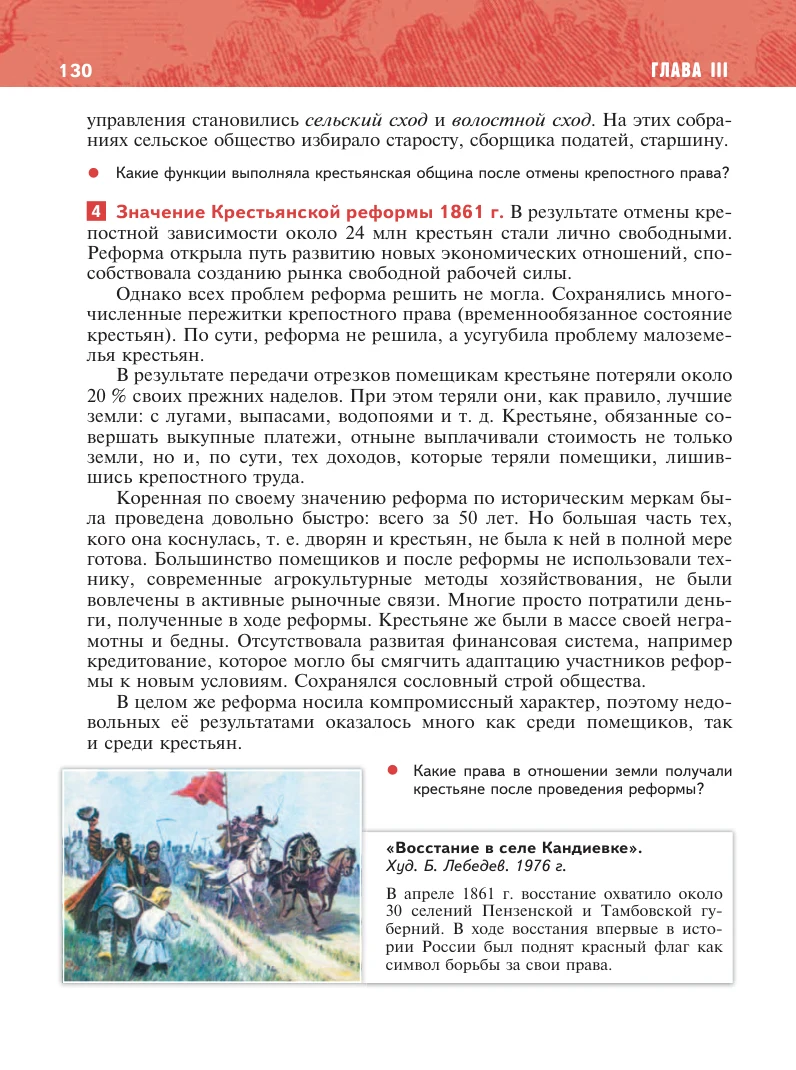 130
ГЛАВА III
управления становились сельский сход и волостной сход. На этих собра-
ниях сельское общество избирало старосту, сборщика податей, старшину.
● Какие функции выполняла крестьянская община после отмены крепостного права?
4 Значение Крестьянской реформы 1861 г. В результате отмены кре-
постной зависимости около 24 млн крестьян стали лично свободными.
Реформа открыла путь развитию новых экономических отношений, спо-
собствовала созданию рынка свободной рабочей силы.
Однако всех проблем реформа решить не могла. Сохранялись много-
численные пережитки крепостного права (временнообязанное состояние
крестьян). По сути, реформа не решила, а усугубила проблему малоземе-
лья крестьян.
В результате передачи отрезков помещикам крестьяне потеряли около
20 % своих прежних наделов. При этом теряли они, как правило, лучшие
земли: с лугами, выпасами, водопоями и т. д. Крестьяне, обязанные со-
вершать выкупные платежи, отныне выплачивали стоимость не только
земли, но и, по сути, тех доходов, которые теряли помещики, лишив-
шись крепостного труда.
Коренная по своему значению реформа по историческим меркам бы-
ла проведена довольно быстро: всего за 50 лет. Но большая часть тех,
кого она коснулась, т. е. дворян и крестьян, не была к ней в полной мере
готова. Большинство помещиков и после реформы не использовали тех-
нику, современные агрокультурные методы хозяйствования, не были
вовлечены в активные рыночные связи. Многие просто потратили день-
ги, полученные в ходе реформы. Крестьяне же были в массе своей негра-
мотны и бедны. Отсутствовала развитая финансовая система, например
кредитование, которое могло бы смягчить адаптацию участников рефор-
мы к новым условиям. Сохранялся сословный строй общества.
В целом же реформа носила компромиссный характер, поэтому недо-
вольных её результатами оказалось много как среди помещиков, так
и среди крестьян.
● Какие права в отношении земли получали
крестьяне после проведения реформы?
«Восстание в селе Кандиевке».
Худ. Б. Лебедев. 1976 г.
В апреле 1861 г. восстание охватило около
30 селений Пензенской и Тамбовской гу-
берний. В ходе восстания впервые в исто-
рии России был поднят красный флаг как
символ борьбы за свои права.